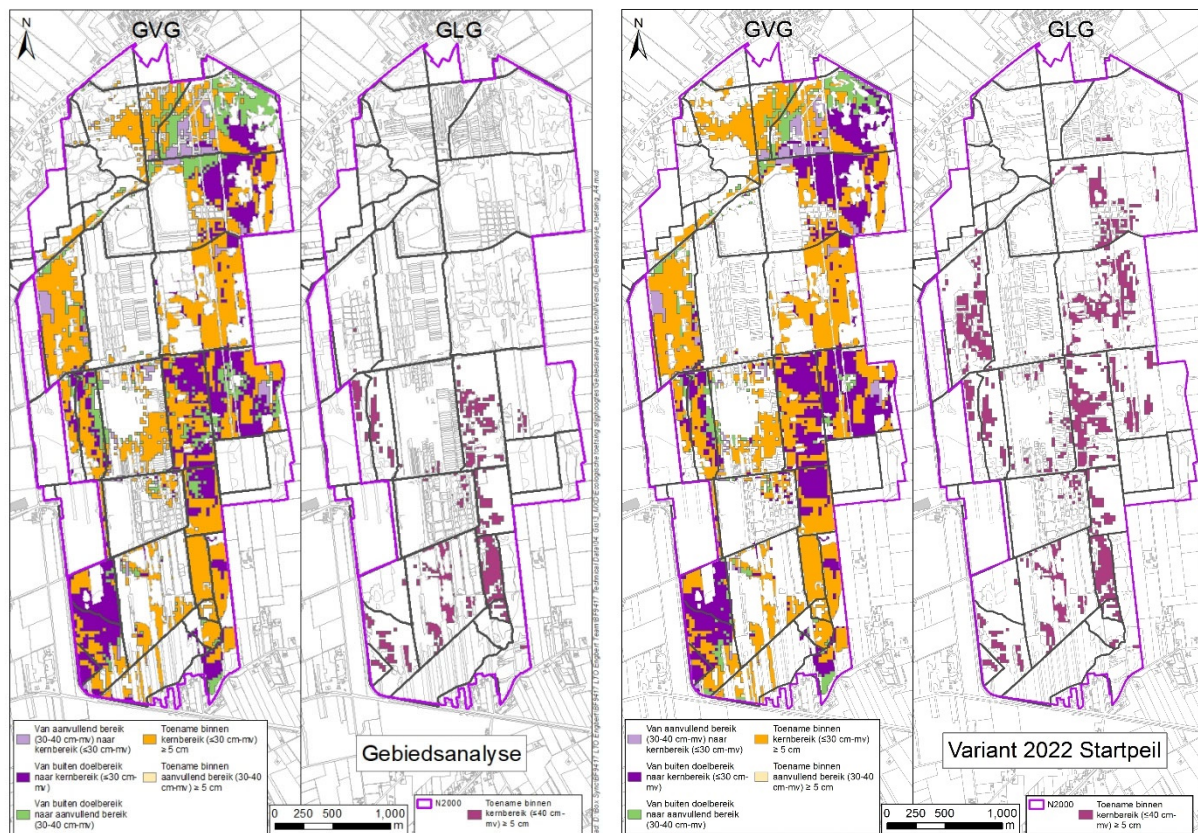 N
GVG
GLG
Van aanvullend bereik
(30-40 cm-mv) naar
kernbereik (≤30 cm-mv)
Toename binnen
kernbereik (≤30 cm-mv)
≥ 5 cm
Van buiten doelbereik
naar kernbereik (≤30 cm-
mv)
Toename binnen
aanvullend bereik (30-40
cm-mv) ≥ 5 cm
Van buiten doelbereik
naar aanvullend bereik
(30-40 cm-mv)
0 250 500 1,000
m
Gebiedsanalyse
N2000
Toename binnen
kernbereik (≤40 cm-
mv) ≥ 5 cm
N
GVG
GLG
Van aanvullend bereik
(30-40 cm-mv) naar
kernbereik (≤30 cm-mv)
Toename binnen
kernbereik (≤30 cm-mv)
≥ 5 cm
Van buiten doelbereik
naar kernbereik (≤30 cm-
mv)
Toename binnen
aanvullend bereik (30-40
cm-mv) ≥ 5 cm
Van buiten doelbereik
naar aanvullend bereik
(30-40 cm-mv)
0 250 500 1,000
m
Variant 2022 Startpeil
N2000
Toename binnen
kernbereik (≤40 cm-
mv) ≥ 5 cm